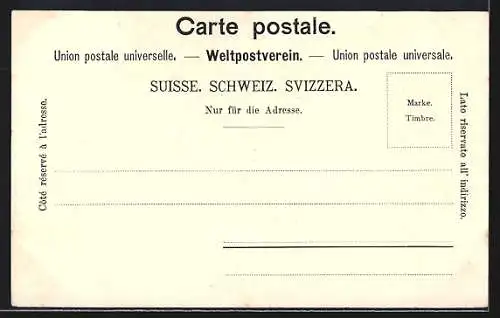 Carte postale.
Union postale universelle. — Weltpostverein. — Union postale universale.
SUISSE. SCHWEIZ. SVIZZERA.
Nur für die Adresse.
Marke.
Timbre.
Côté réservé à l'adresse.
Lato riservato all' indirizzo.